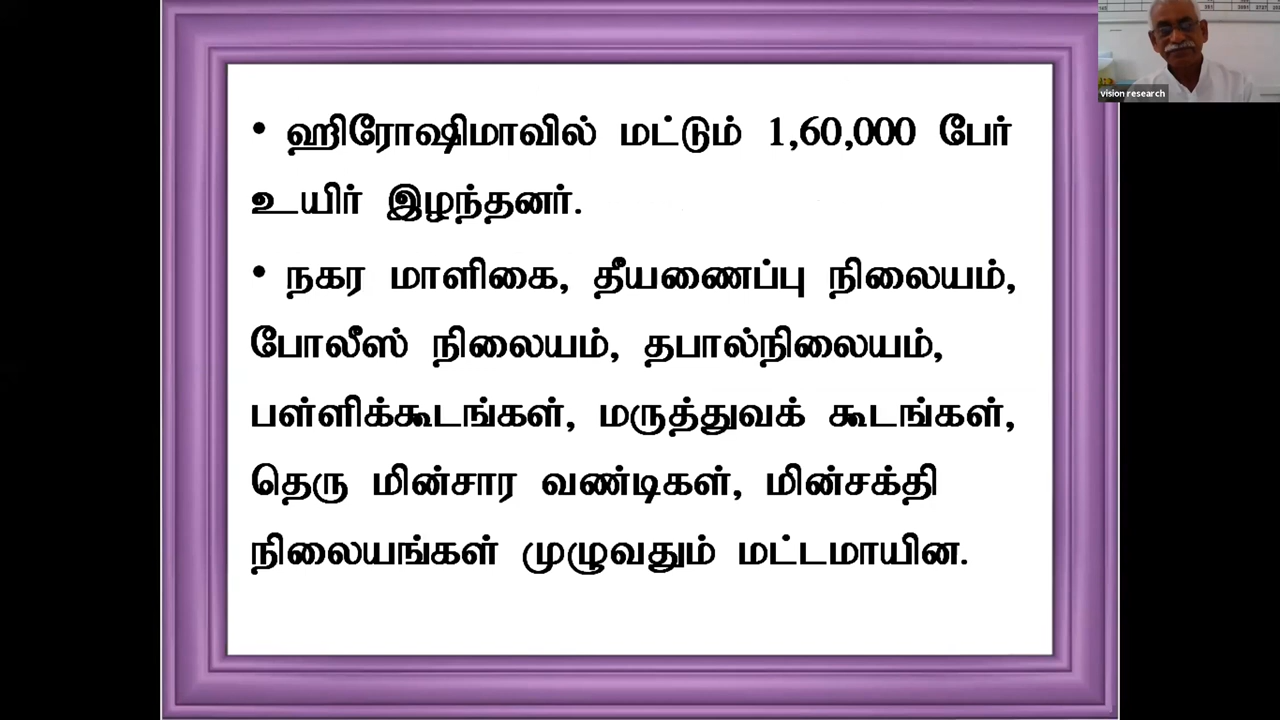 • ஹிரோஷிமாவில் மட்டும் 1,60,000 பேர்
உயிர் இழந்தனர்.
• நகர மாளிகை, தீயணைப்பு நிலையம்,
போலீஸ் நிலையம், தபால்நிலையம்,
பள்ளிக்கூடங்கள், மருத்துவக் கூடங்கள்,
தெரு மின்சார வண்டிகள், மின்சக்தி
நிலையங்கள் முழுவதும் மட்டமாயின.
vision research